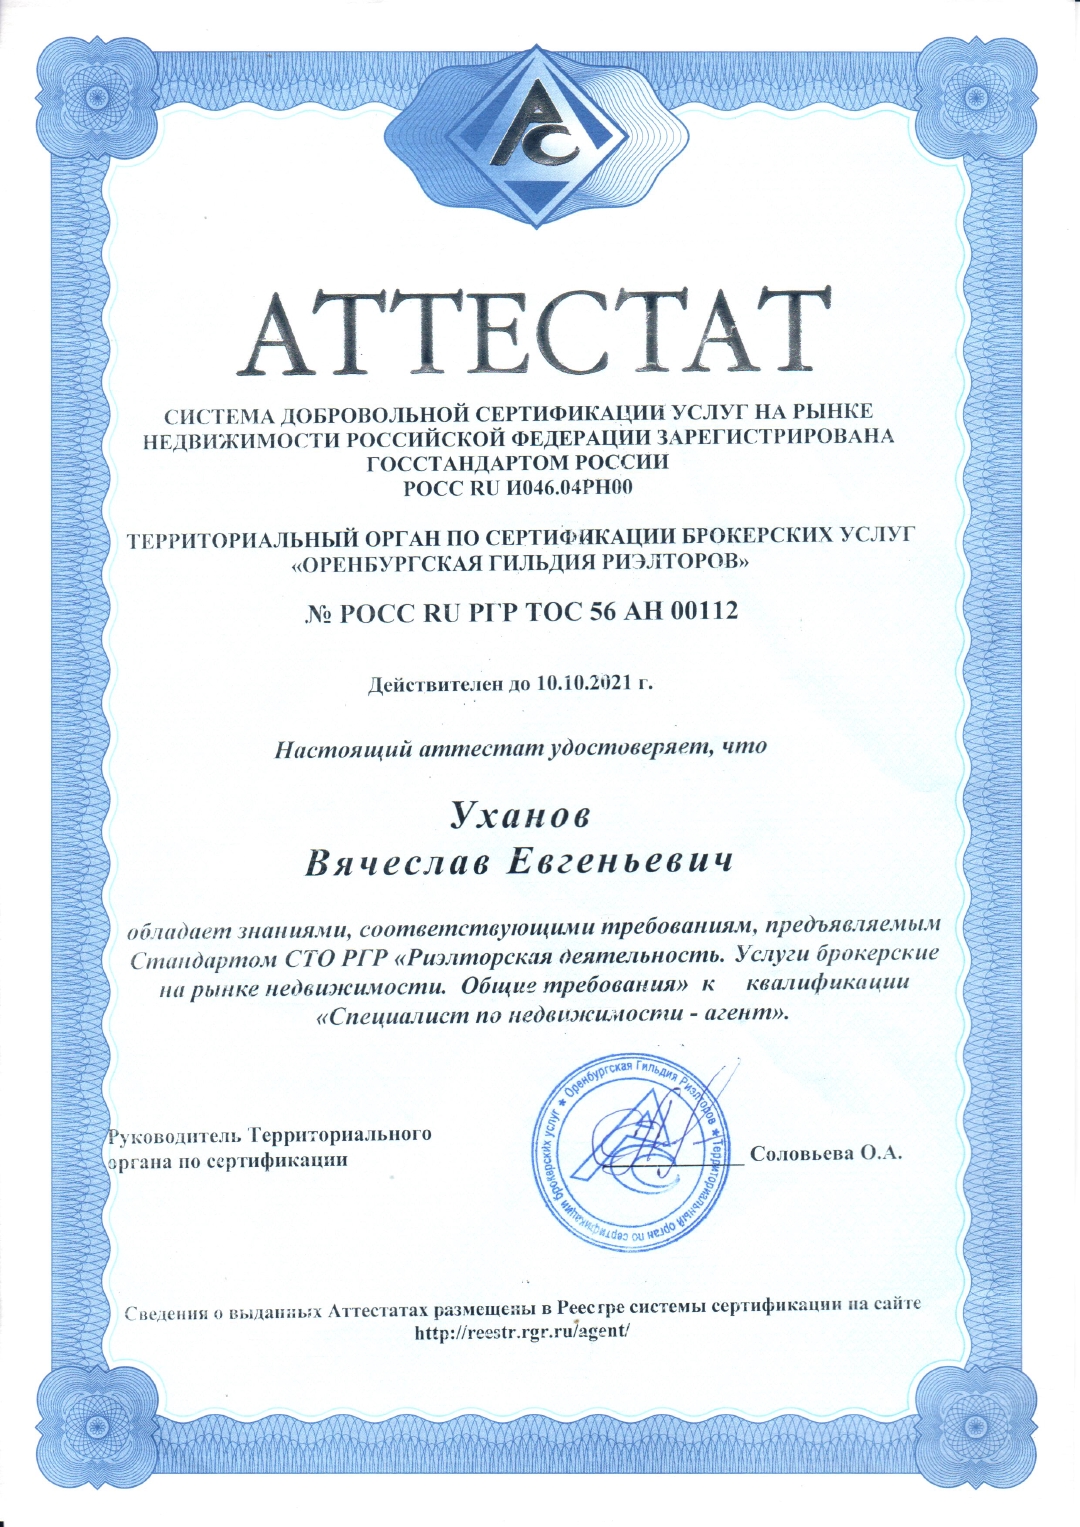 АС
АТТЕСТАТ
СИСТЕМА ДОБРОВОЛЬНОЙ СЕРТИФИКАЦИИ УСЛУГ НА РЫНКЕ
НЕДВИЖИМОСТИ РОССИЙСКОЙ ФЕДЕРАЦИИ ЗАРЕГИСТРИРОВАНА
ГОССТАНДАРТОМ РОССИИ
РОСС RU И046.04РН00
ТЕРРИТОРИАЛЬНЫЙ ОРГАН ПО СЕРТИФИКАЦИИ БРОКЕРСКИХ УСЛУГ
«ОРЕНБУРГСКАЯ ГИЛЬДИЯ РИЭЛТОРОВ»
№ РОСС RU РГР ТОС 56 АН 00112
Действителен до 10.10.2021 г.
Настоящий аттестат удостоверяет, что
Уханов
Вячеслав Евгеньевич
обладает знаниями, соответствующими требованиям, предъявляемым
Стандартом СТО РГР «Риэлторская деятельность. Услуги брокерские
на рынке недвижимости. Общие требования» к квалификации
«Специалист по недвижимости - агент».
Руководитель Территориального
органа по сертификации
Соловьева О.А.
★ Оренбургская Гильдия Риэлторов ★ Территориальный орган по сертификации брокерских услуг
Сведения о выданных Аттестатах размещены в Реестре системы сертификации на сайте
http://reestr.rgr.ru/agent/